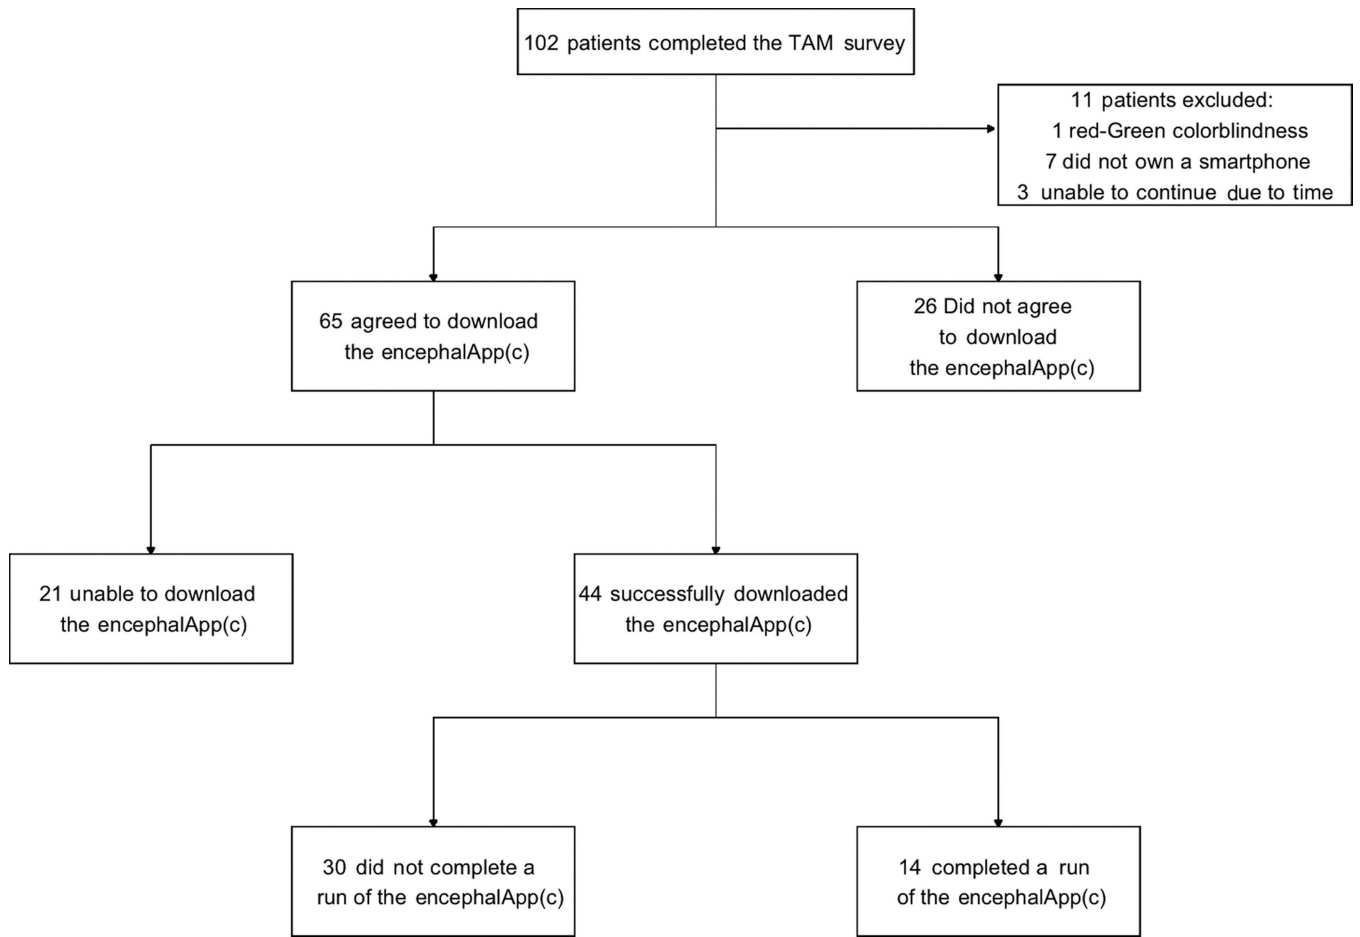 102 patients completed the TAM survey
11 patients excluded:
1 red-Green colorblindness
7 did not own a smartphone
3 unable to continue due to time
65 agreed to download
the encephalApp(c)
26 Did not agree
to download
the encephalApp(c)
21 unable to download
the encephalApp(c)
44 successfully downloaded
the encephalApp(c)
30 did not complete a
run of the encephalApp(c)
14 completed a run
of the encephalApp(c)